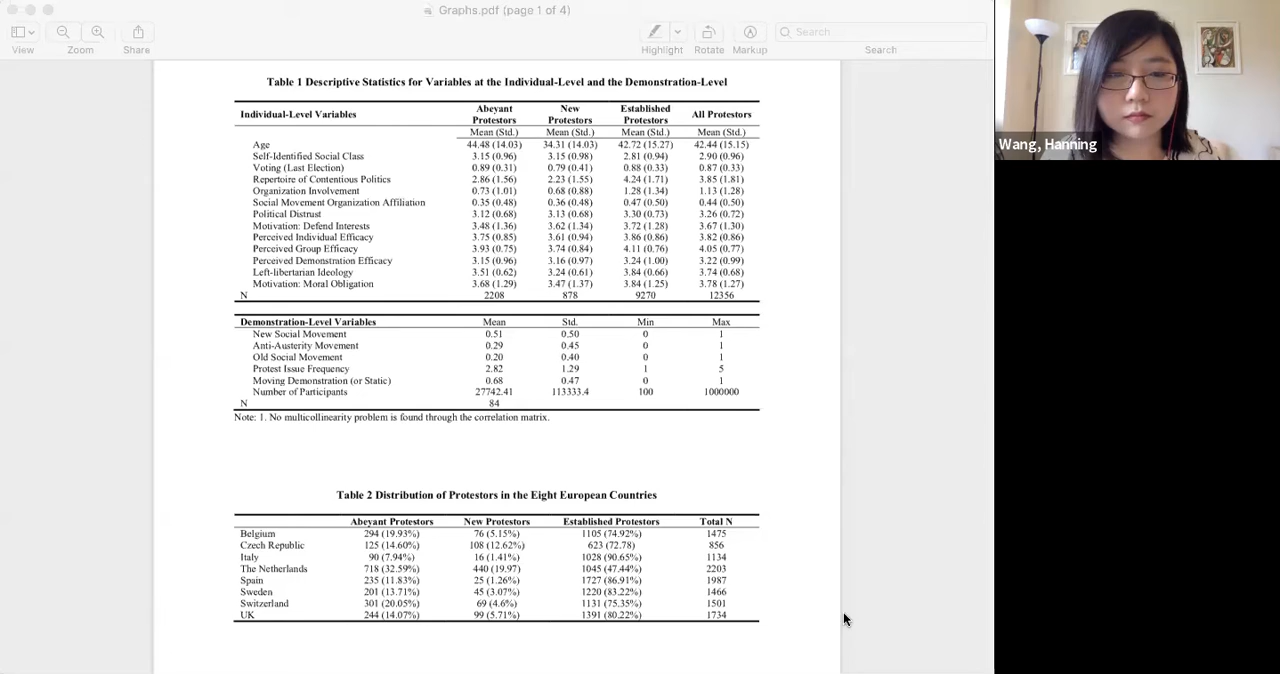 Graphs.pdf (page 1 of 4)
Search
View Zoom Share Highlight Rotate Markup Search
Wang, Hanning
Table 1 Descriptive Statistics for Variables at the Individual-Level and the Demonstration-Level
Individual-Level Variables Abeyant Protestors New Protestors Established Protestors All Protestors
Mean (Std.) Mean (Std.) Mean (Std.) Mean (Std.)
Age 44.48 (14.03) 34.31 (14.03) 42.72 (15.27) 42.44 (15.15)
Self-Identified Social Class 3.15 (0.96) 3.15 (0.98) 2.81 (0.94) 2.90 (0.96)
Voting (Last Election) 0.89 (0.31) 0.79 (0.41) 0.88 (0.33) 0.87 (0.33)
Repertoire of Contentious Politics 2.86 (1.56) 2.23 (1.55) 4.24 (1.71) 3.85 (1.81)
Organization Involvement 0.73 (1.01) 0.68 (0.88) 1.28 (1.34) 1.13 (1.28)
Social Movement Organization Affiliation 0.35 (0.48) 0.36 (0.48) 0.47 (0.50) 0.44 (0.50)
Political Distrust 3.12 (0.68) 3.13 (0.68) 3.30 (0.73) 3.26 (0.72)
Motivation: Defend Interests 3.48 (1.36) 3.62 (1.34) 3.72 (1.28) 3.67 (1.30)
Perceived Individual Efficacy 3.75 (0.85) 3.61 (0.94) 3.86 (0.86) 3.82 (0.86)
Perceived Group Efficacy 3.93 (0.75) 3.74 (0.84) 4.11 (0.76) 4.05 (0.77)
Perceived Demonstration Efficacy 3.15 (0.96) 3.16 (0.97) 3.24 (1.00) 3.22 (0.99)
Left-libertarian Ideology 3.51 (0.62) 3.24 (0.61) 3.84 (0.66) 3.74 (0.68)
Motivation: Moral Obligation 3.68 (1.29) 3.47 (1.37) 3.84 (1.25) 3.78 (1.27)
N 2208 878 9270 12356
Demonstration-Level Variables Mean Std. Min Max
New Social Movement 0.51 0.50 0 1
Anti-Austerity Movement 0.29 0.45 0 1
Old Social Movement 0.20 0.40 0 1
Protest Issue Frequency 2.82 1.29 1 5
Moving Demonstration (or Static) 0.68 0.47 0 1
Number of Participants 27742.41 113333.4 100 1000000
N 84
Note: 1. No multicollinearity problem is found through the correlation matrix.
Table 2 Distribution of Protestors in the Eight European Countries
Abeyant Protestors New Protestors Established Protestors Total N
Belgium 294 (19.93%) 76 (5.15%) 1105 (74.92%) 1475
Czech Republic 125 (14.60%) 108 (12.62%) 623 (72.78) 856
Italy 90 (7.94%) 16 (1.41%) 1028 (90.65%) 1134
The Netherlands 718 (32.59%) 440 (19.97) 1045 (47.44%) 2203
Spain 235 (11.83%) 25 (1.26%) 1727 (86.91%) 1987
Sweden 201 (13.71%) 45 (3.07%) 1220 (83.22%) 1466
Switzerland 301 (20.05%) 69 (4.6%) 1131 (75.35%) 1501
UK 244 (14.07%) 99 (5.71%) 1391 (80.22%) 1734